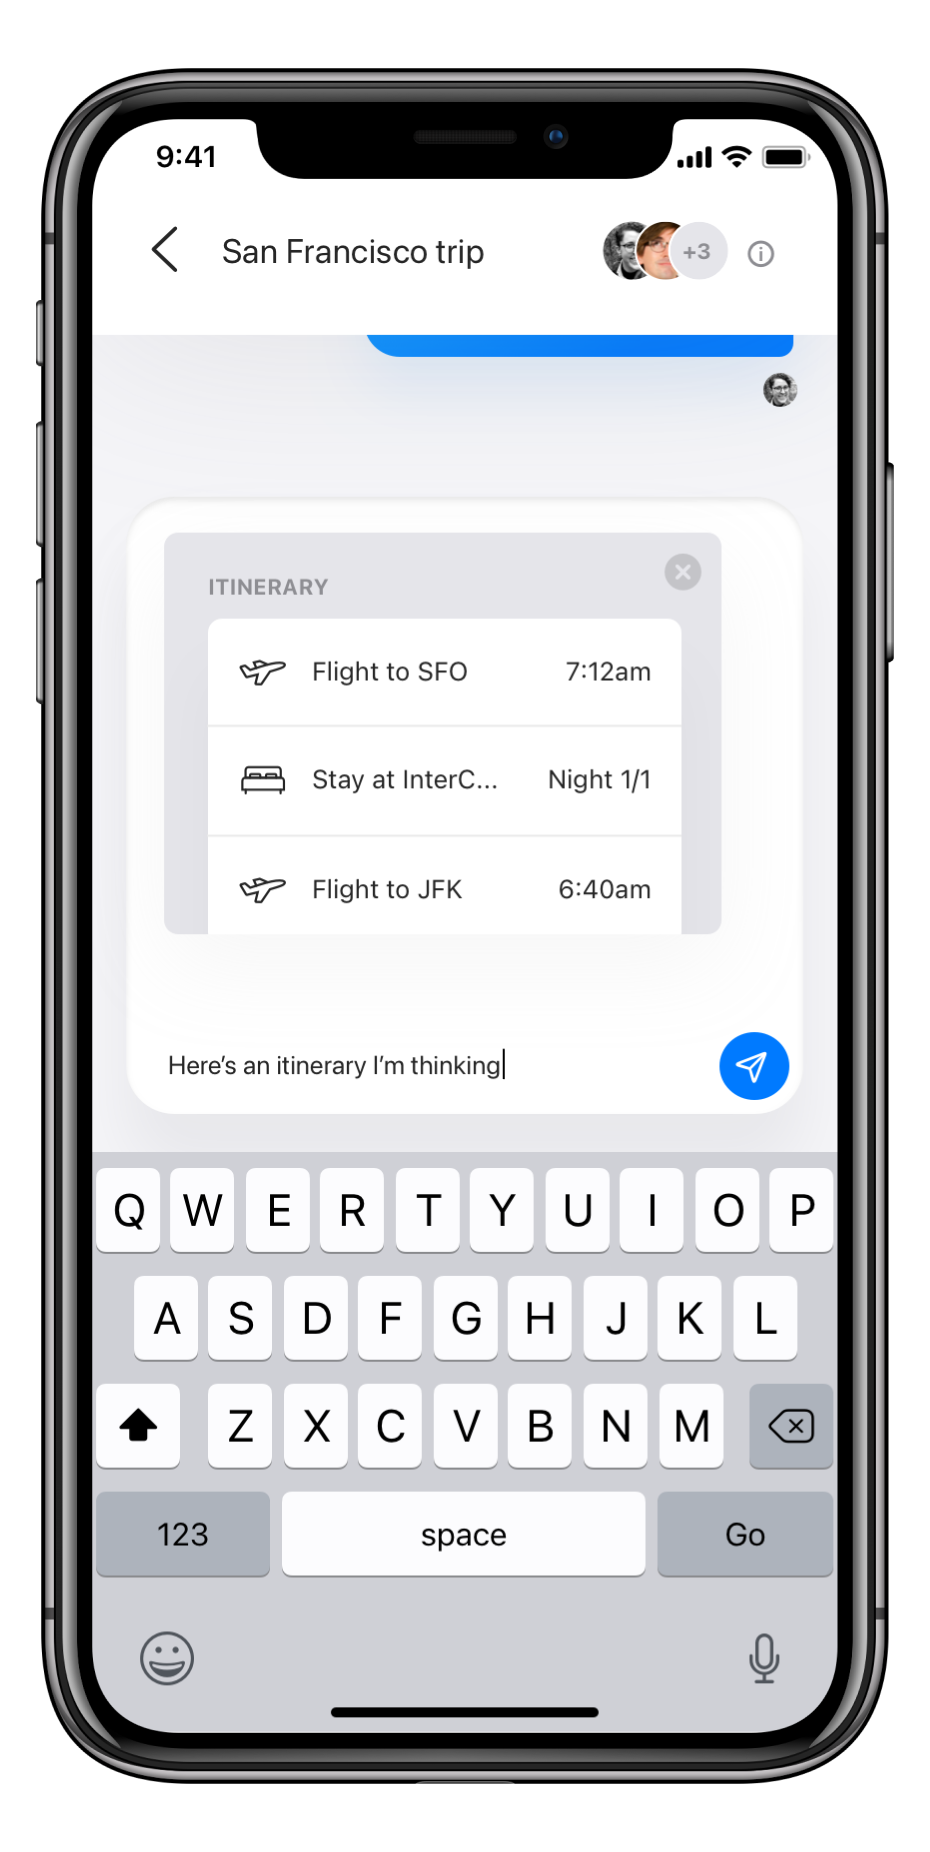 9:41
San Francisco trip +3
ITINERARY
Flight to SFO 7:12am
Stay at InterC... Night 1/1
Flight to JFK 6:40am
Here’s an itinerary I’m thinking
Q W E R T Y U I O P
A S D F G H J K L
Z X C V B N M
123 space Go